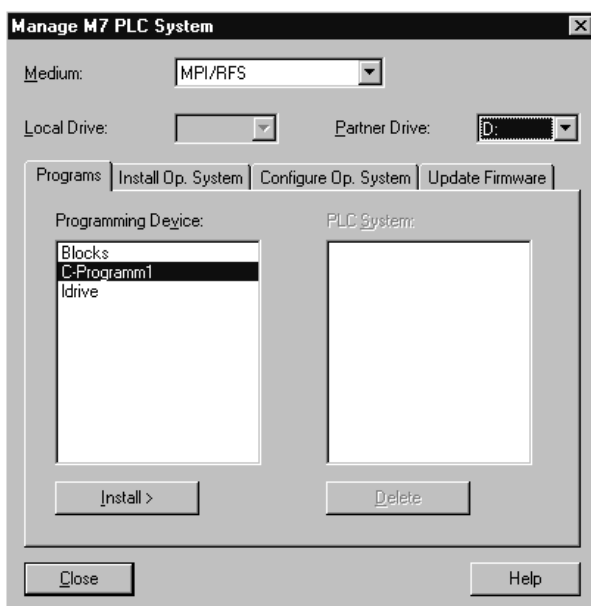 Manage M7 PLC System
Medium: MPI/RFS
Local Drive: Partner Drive: D:
Programs Install Op. System Configure Op. System Update Firmware
Programming Device: PLC System:
Blocks
C-Programm1
Idrive
Install > Delete
Close Help